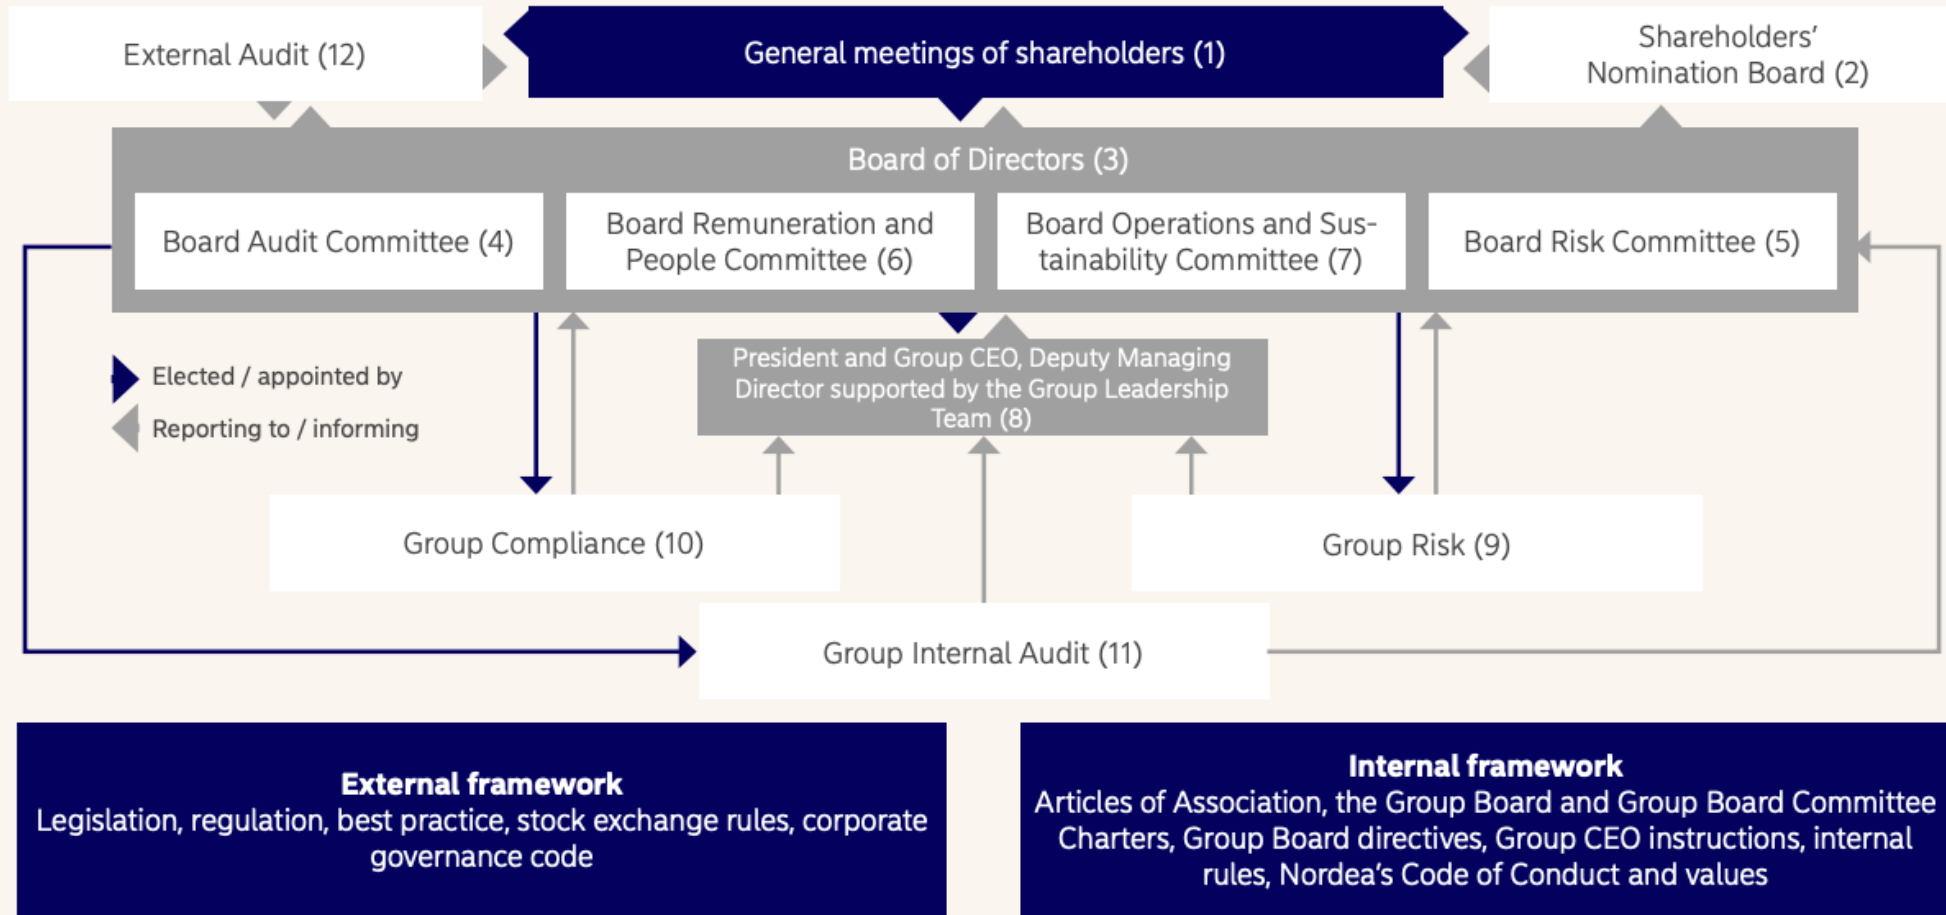 External Audit (12)
General meetings of shareholders (1)
Shareholders’
Nomination Board (2)
Board of Directors (3)
Board Audit Committee (4)
Board Remuneration and
People Committee (6)
Board Operations and Sus-
tainability Committee (7)
Board Risk Committee (5)
Elected / appointed by
Reporting to / informing
President and Group CEO, Deputy Managing
Director supported by the Group Leadership
Team (8)
Group Compliance (10)
Group Risk (9)
Group Internal Audit (11)
External framework
Legislation, regulation, best practice, stock exchange rules, corporate
governance code
Internal framework
Articles of Association, the Group Board and Group Board Committee
Charters, Group Board directives, Group CEO instructions, internal
rules, Nordea’s Code of Conduct and values